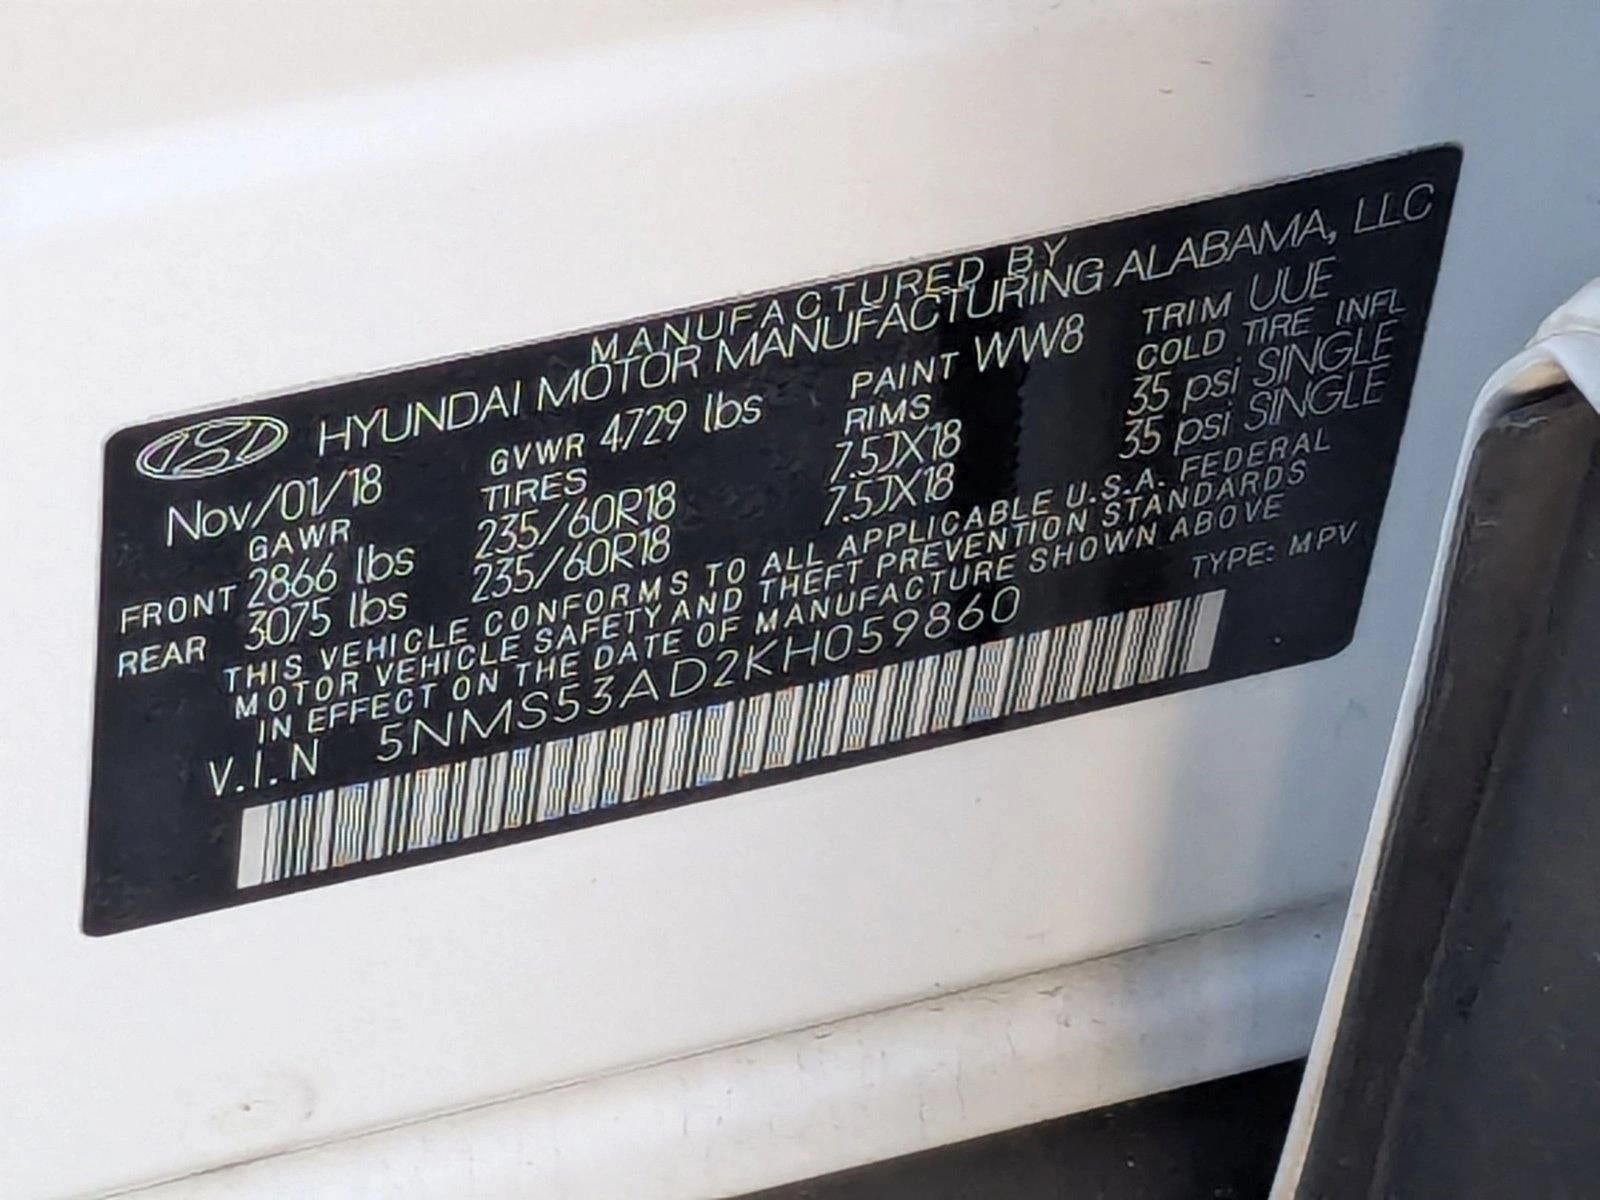 MANUFACTURED BY
HYUNDAI MOTOR MANUFACTURING ALABAMA, LLC
Nov/01/18 GVWR 4729 lbs PAINT WW8 TRIM UUE
GAWR TIRES RIMS COLD TIRE INFL
FRONT 2866 lbs 235/60R18 7.5JX18 35 psi SINGLE
REAR 3075 lbs 235/60R18 7.5JX18 35 psi SINGLE
THIS VEHICLE CONFORMS TO ALL APPLICABLE U.S.A. FEDERAL
MOTOR VEHICLE SAFETY AND THEFT PREVENTION STANDARDS
IN EFFECT ON THE DATE OF MANUFACTURE SHOWN ABOVE
V.I.N 5NMS53AD2KH059860 TYPE: MPV